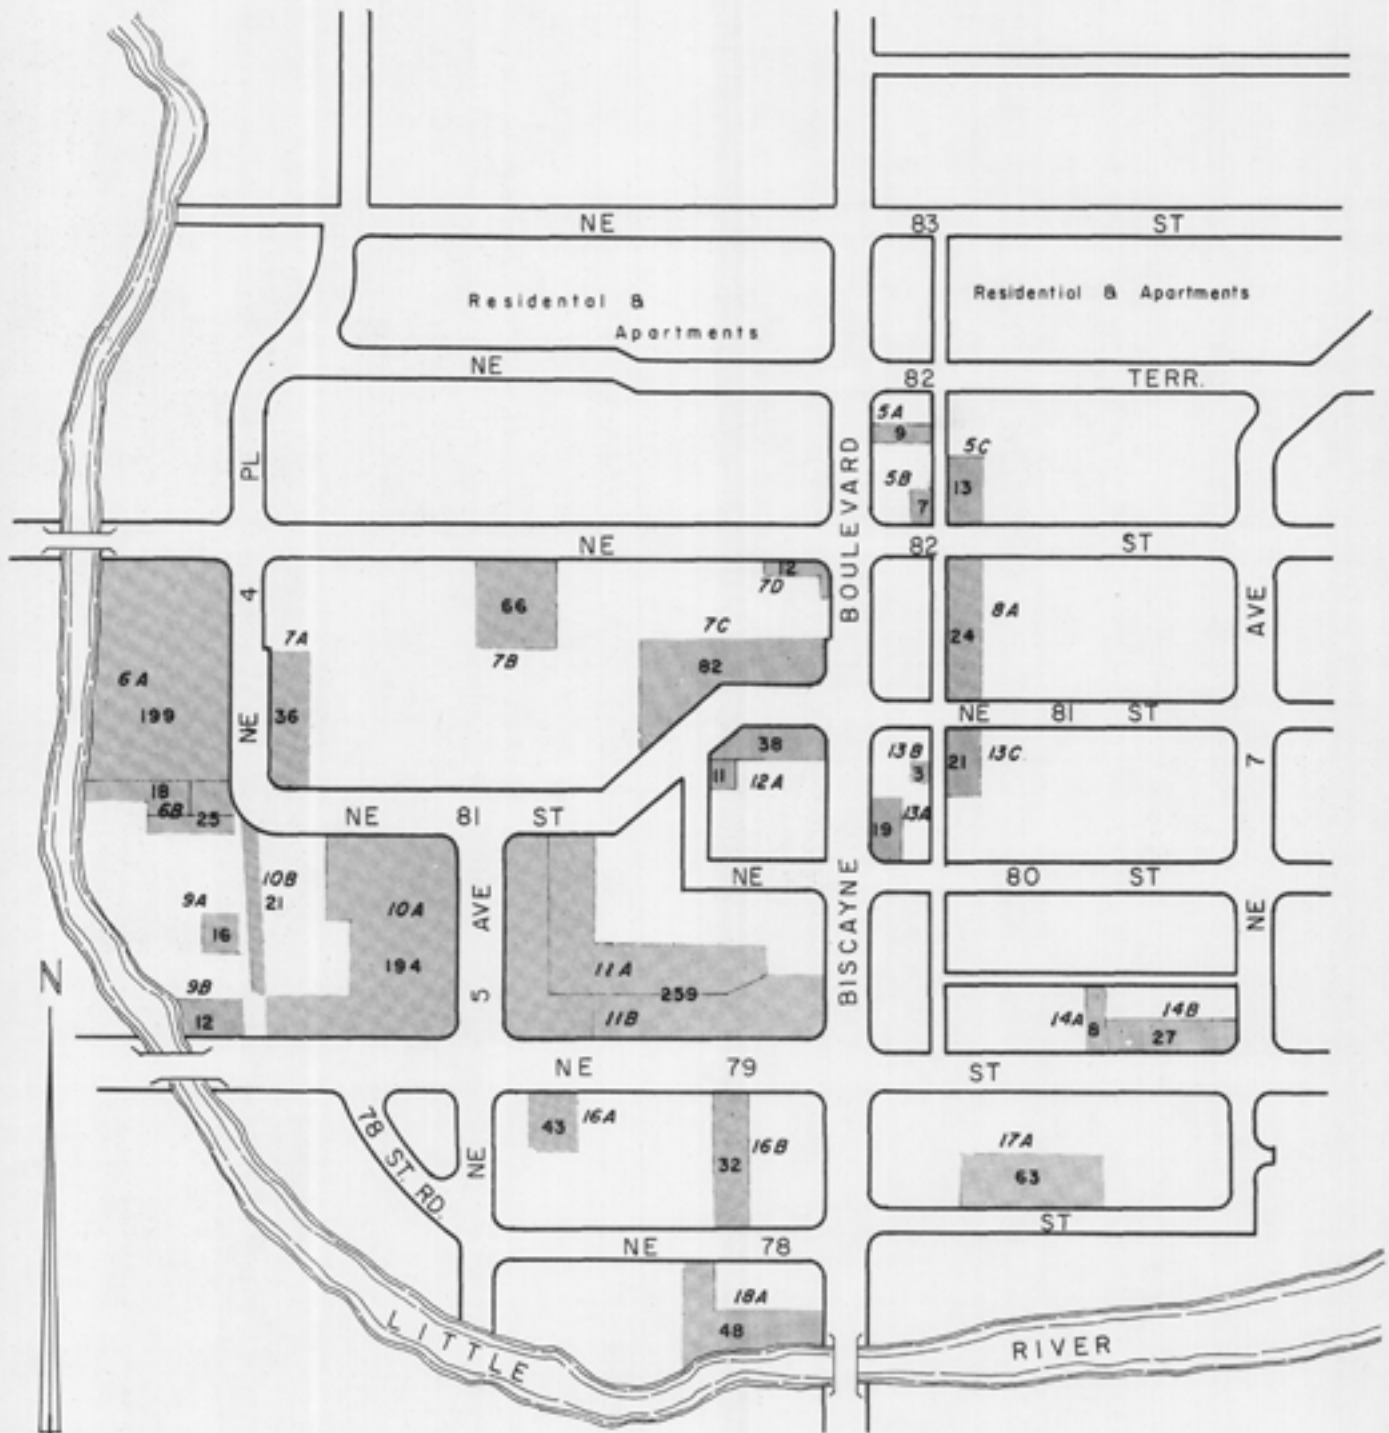 NE 83 ST
Residental &
Apartments
Residential & Apartments
NE 82 TERR.
5A
9
5C
5B
13
7
PL
BOULEVARD
NE 82 ST
12
7D
66
7B
4
7A
7C
82
8A
24
AVE
6A
199
NE
36
NE 81 ST
38
11
12A
13B
3
21
13C
7
18
6B
25
NE 81 ST
19
13A
NE 80 ST
10B
21
9A
16
10A
194
AVE
5
BISCAYNE
NE
11A
259
11B
N
9B
12
14A
8
14B
27
NE 79 ST
78 ST. RD.
NE
43
16A
32
16B
17A
63
ST
NE 78
18A
48
LITTLE
RIVER